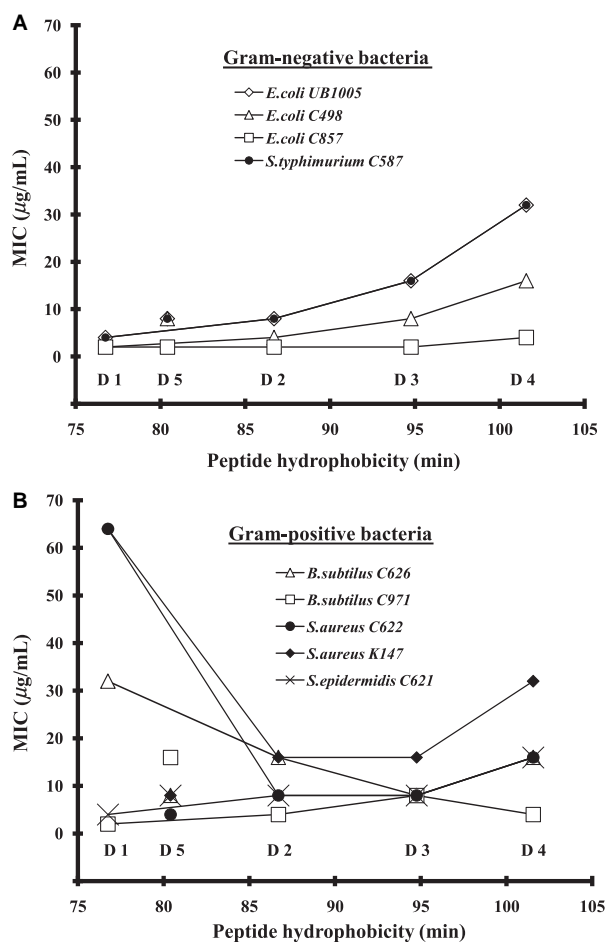 A
Gram-negative bacteria
E.coli UB1005
E.coli C498
E.coli C857
S.typhimurium C587
MIC (µg/mL)
70
60
50
40
30
20
10
0
D 1 D 5 D 2 D 3 D 4
75 80 85 90 95 100 105
Peptide hydrophobicity (min)
B
Gram-positive bacteria
B.subtilus C626
B.subtilus C971
S.aureus C622
S.aureus K147
S.epidermidis C621
MIC (µg/mL)
70
60
50
40
30
20
10
0
D 1 D 5 D 2 D 3 D 4
75 80 85 90 95 100 105
Peptide hydrophobicity (min)